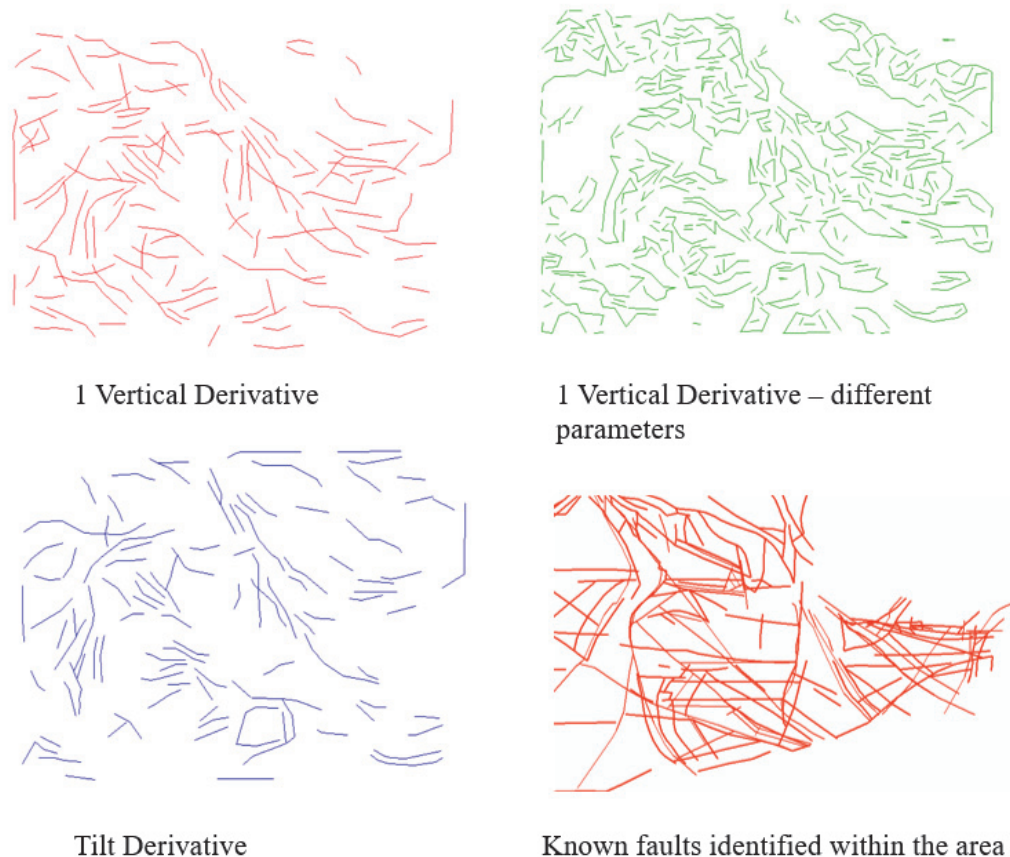 1 Vertical Derivative
1 Vertical Derivative – different
parameters
Tilt Derivative
Known faults identified within the area